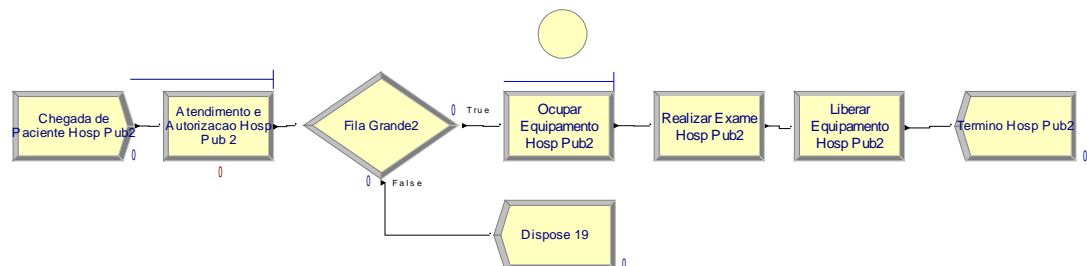 Chegada de
Paciente Hosp Pub2
0
Atendimento e
Autorizacao Hosp
Pub 2
0
Fila Grande2
0
True
0
False
Ocupar
Equipamento
Hosp Pub2
Realizar Exame
Hosp Pub2
Liberar
Equipamento
Hosp Pub2
Termino Hosp Pub2
0
Dispose 19
0